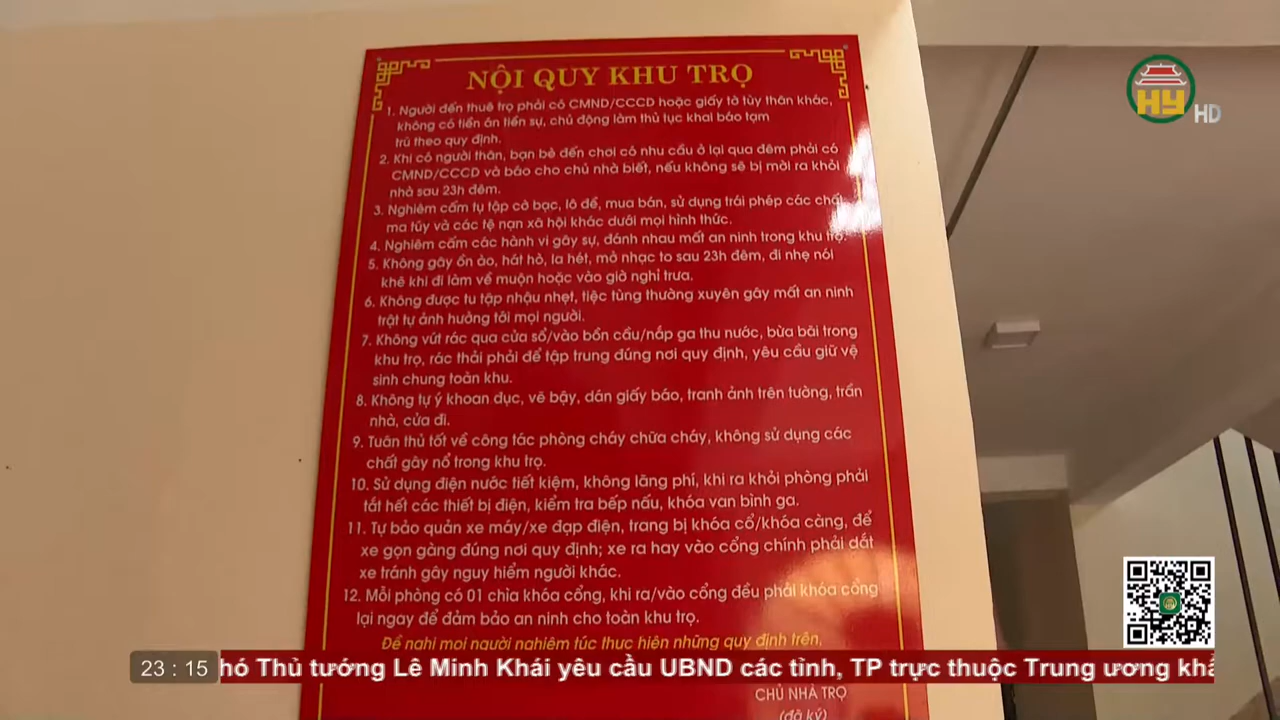 NỘI QUY KHU TRỌ
1. Người đến thuê trọ phải có CMND/CCCD hoặc giấy tờ tùy thân khác,
không có tiền án tiền sự, chủ động làm thủ tục khai báo tạm
trú theo quy định.
2. Khi có người thân, bạn bè đến chơi có nhu cầu ở lại qua đêm phải có
CMND/CCCD và báo cho chủ nhà biết, nếu không sẽ bị mời ra khỏi
nhà sau 23h đêm.
3. Nghiêm cấm tụ tập cờ bạc, lô đề, mua bán, sử dụng trái phép các chất
ma túy và các tệ nạn xã hội khác dưới mọi hình thức.
4. Nghiêm cấm các hành vi gây sự, đánh nhau mất an ninh trong khu trọ.
5. Không gây ồn ào, hát hò, la hét, mở nhạc to sau 23h đêm, đi nhẹ nói
khẽ khi đi làm về muộn hoặc vào giờ nghỉ trưa.
6. Không được tụ tập nhậu nhẹt, tiệc tùng thường xuyên gây mất an ninh
trật tự ảnh hưởng tới mọi người.
7. Không vứt rác qua cửa sổ/vào bồn cầu/nắp ga thu nước, bừa bãi trong
khu trọ, rác thải phải để tập trung đúng nơi quy định, yêu cầu giữ vệ
sinh chung toàn khu.
8. Không tự ý khoan đục, vẽ bậy, dán giấy báo, tranh ảnh trên tường, trần
nhà, cửa đi.
9. Tuân thủ tốt về công tác phòng cháy chữa cháy, không sử dụng các
chất gây nổ trong khu trọ.
10. Sử dụng điện nước tiết kiệm, không lãng phí, khi ra khỏi phòng phải
tắt hết các thiết bị điện, kiểm tra bếp nấu, khóa van bình ga.
11. Tự bảo quản xe máy/xe đạp điện, trang bị khóa cổ/khóa càng, để
xe gọn gàng đúng nơi quy định; xe ra hay vào cổng chính phải dắt
xe tránh gây nguy hiểm người khác.
12. Mỗi phòng có 01 chìa khóa cổng, khi ra/vào cổng đều phải khóa cổng
lại ngay để đảm bảo an ninh cho toàn khu trọ.
Đề nghị mọi người nghiêm túc thực hiện những quy định trên.
CHỦ NHÀ TRỌ
(đã ký)
HY HD
23 : 15 hó Thủ tướng Lê Minh Khái yêu cầu UBND các tỉnh, TP trực thuộc Trung ương khẩ